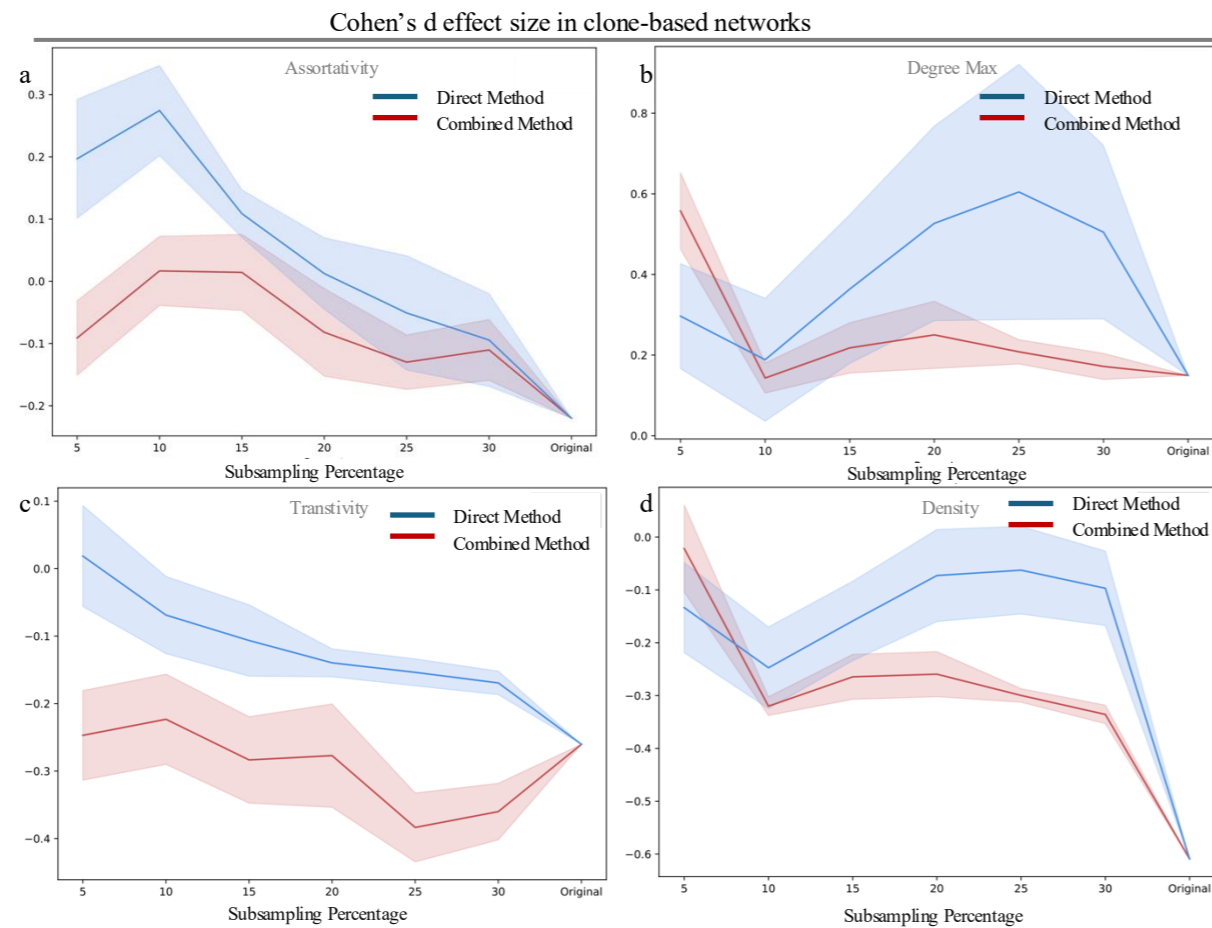 Cohen's d effect size in clone-based networks
a
Assortativity
Direct Method
Combined Method
0.3
0.2
0.1
0.0
−0.1
−0.2
5 10 15 20 25 30 Original
Subsampling Percentage
b
Degree Max
Direct Method
Combined Method
0.8
0.6
0.4
0.2
0.0
5 10 15 20 25 30 Original
Subsampling Percentage
c
Transtivity
Direct Method
Combined Method
0.1
0.0
−0.1
−0.2
−0.3
−0.4
5 10 15 20 25 30 Original
Subsampling Percentage
d
Density
Direct Method
Combined Method
0.0
−0.1
−0.2
−0.3
−0.4
−0.5
−0.6
5 10 15 20 25 30 Original
Subsampling Percentage